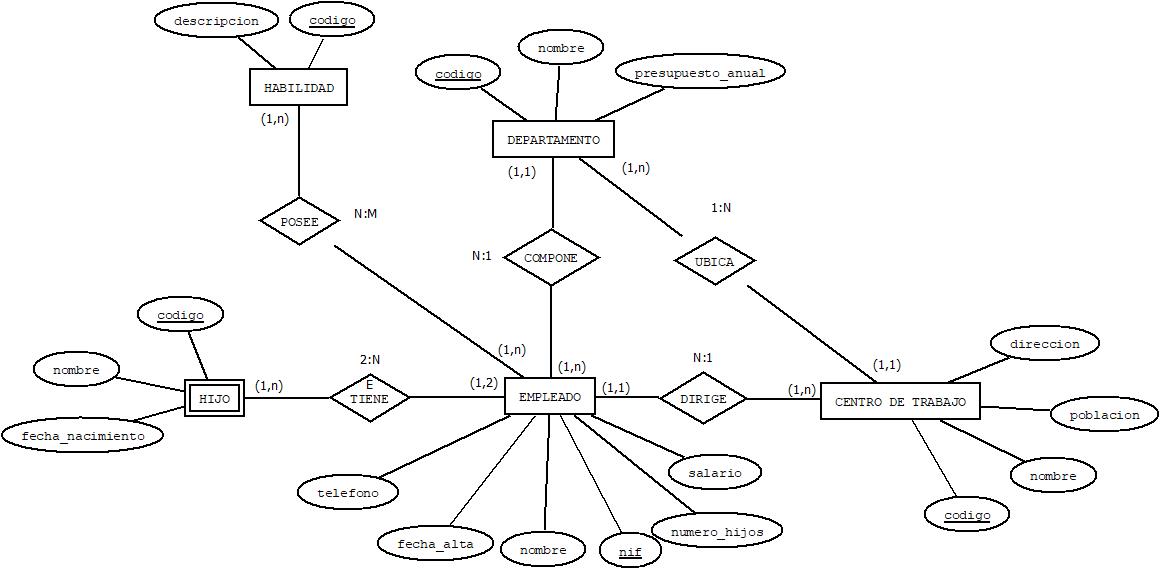 descripcion
codigo
HABILIDAD
(1,n)
nombre
codigo
presupuesto_anual
DEPARTAMENTO
(1,1)
(1,n)
POSEE
N:M
N:1
COMPONE
1:N
UBICA
codigo
nombre
HIJO
fecha_nacimiento
(1,n)
2:N
E
TIENE
(1,2)
(1,n)
(1,n)
EMPLEADO
(1,1)
N:1
DIRIGE
(1,n)
(1,1)
CENTRO DE TRABAJO
direccion
poblacion
nombre
codigo
telefono
fecha_alta
nombre
nif
numero_hijos
salario